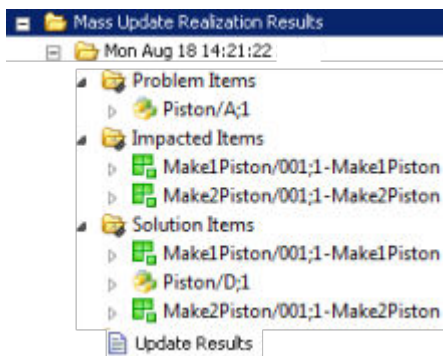 Mass Update Realization Results
Mon Aug 18 14:21:22
Problem Items
Piston/A;1
Impacted Items
Make1Piston/001;1-Make1Piston
Make2Piston/001;1-Make2Piston
Solution Items
Make1Piston/001;1-Make1Piston
Piston/D;1
Make2Piston/001;1-Make2Piston
Update Results